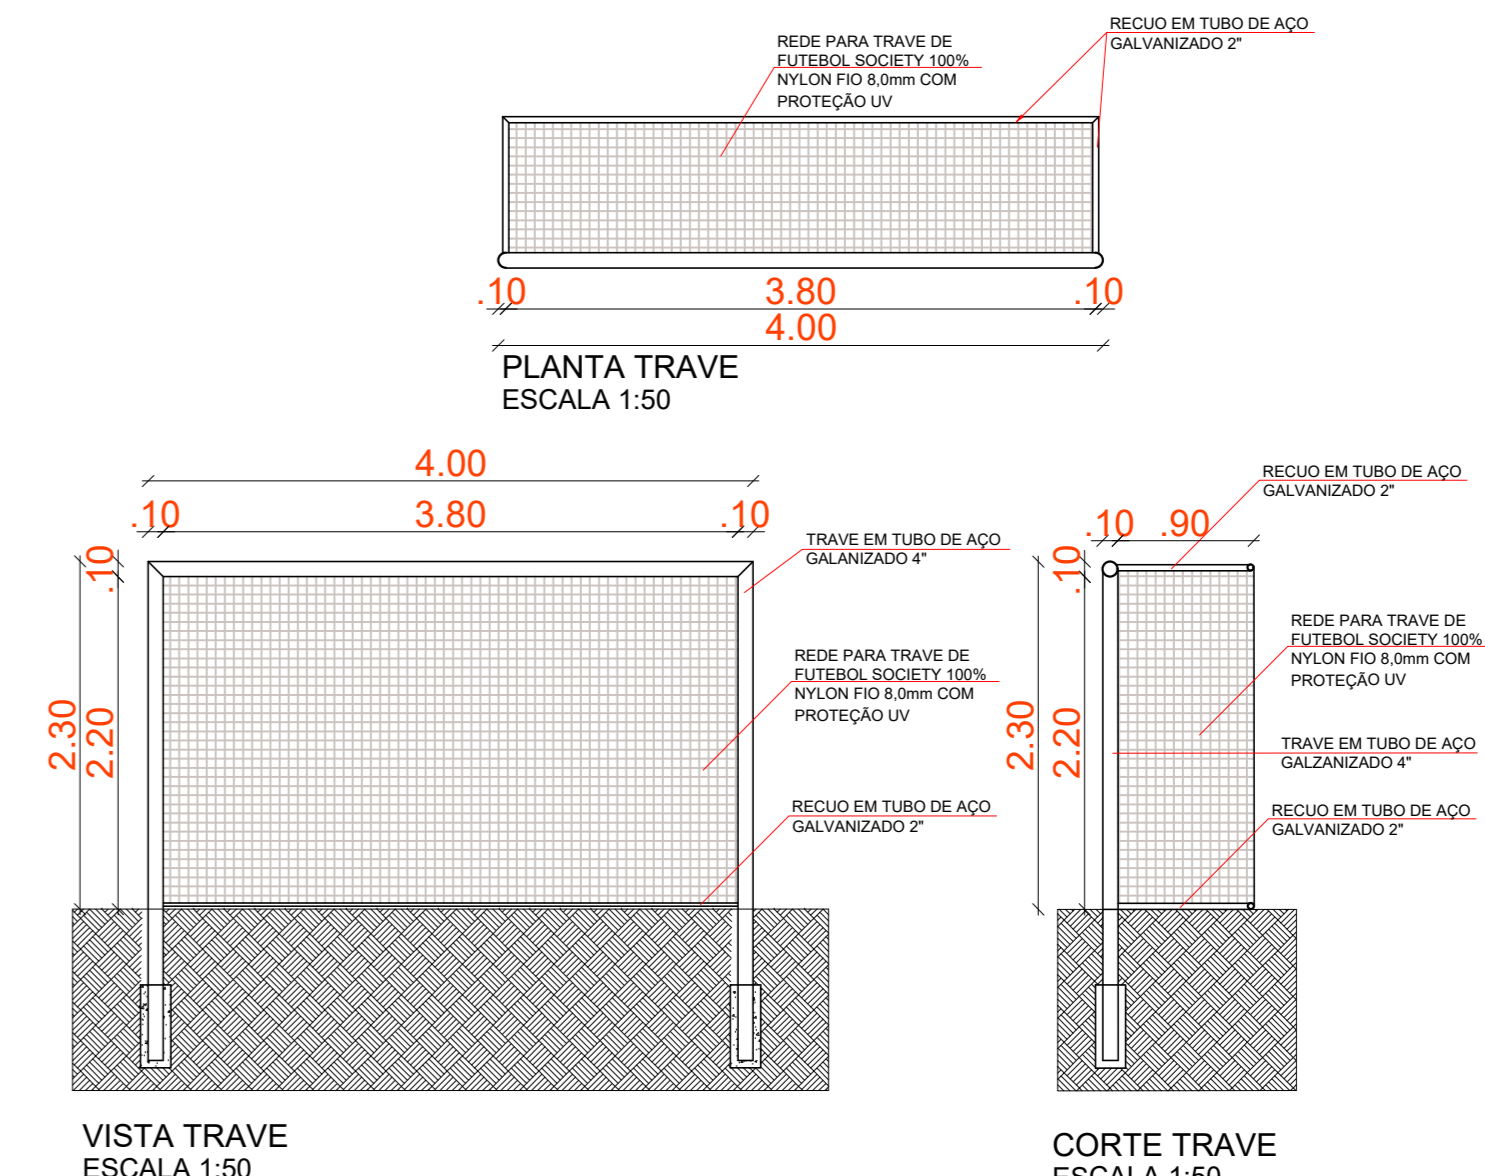 REDE PARA TRAVE DE
FUTEBOL SOCIETY 100%
NYLON FIO 8,0mm COM
PROTEÇÃO UV
RECUO EM TUBO DE AÇO
GALVANIZADO 2"
.10 3.80 .10
4.00
PLANTA TRAVE
ESCALA 1:50
4.00
.10 3.80 .10
.10
2.30
2.20
TRAVE EM TUBO DE AÇO
GALANIZADO 4"
REDE PARA TRAVE DE
FUTEBOL SOCIETY 100%
NYLON FIO 8,0mm COM
PROTEÇÃO UV
RECUO EM TUBO DE AÇO
GALVANIZADO 2"
VISTA TRAVE
ESCALA 1:50
RECUO EM TUBO DE AÇO
GALVANIZADO 2"
.10 .90
.10
2.30
2.20
REDE PARA TRAVE DE
FUTEBOL SOCIETY 100%
NYLON FIO 8,0mm COM
PROTEÇÃO UV
TRAVE EM TUBO DE AÇO
GALZANIZADO 4"
RECUO EM TUBO DE AÇO
GALVANIZADO 2"
CORTE TRAVE
ESCALA 1:50